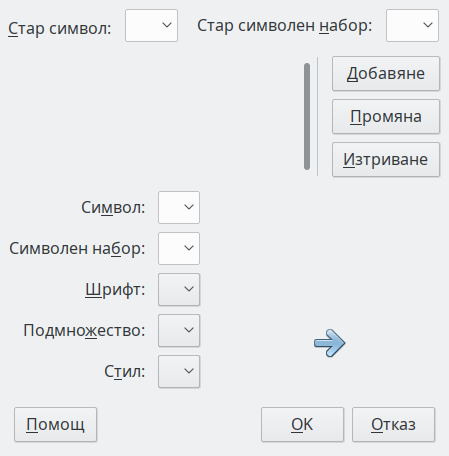 Стар символ: Стар символен набор:
Добавяне
Промяна
Изтриване
Символ:
Символен набор:
Шрифт:
Подмножество:
Стил:
Помощ OK Отказ